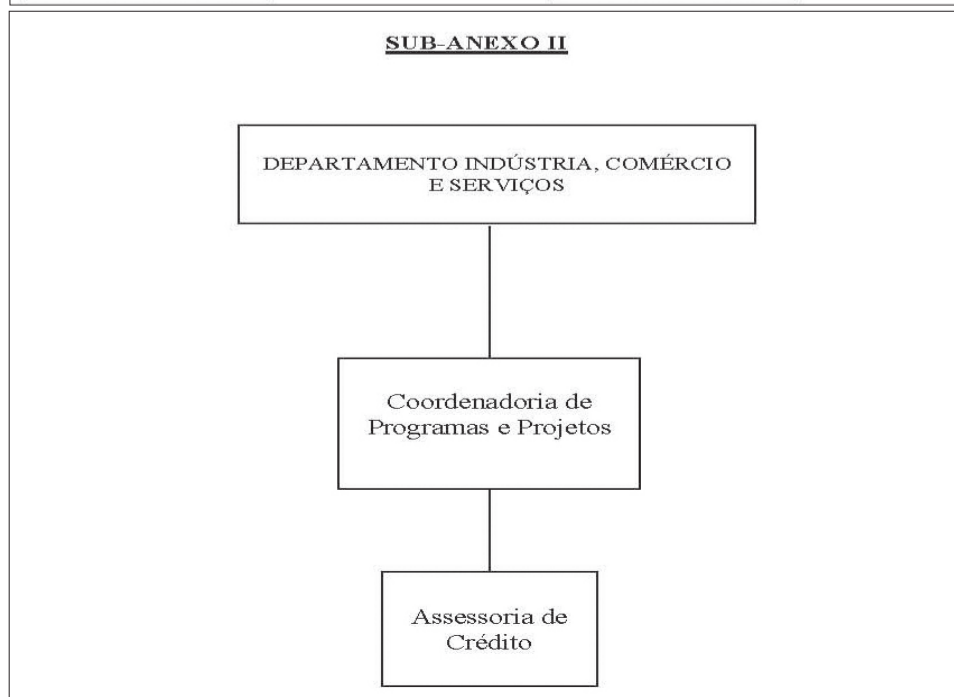 SUB-ANEXO II
DEPARTAMENTO INDÚSTRIA, COMÉRCIO
E SERVIÇOS
Coordenadoria de
Programas e Projetos
Assessoria de
Crédito